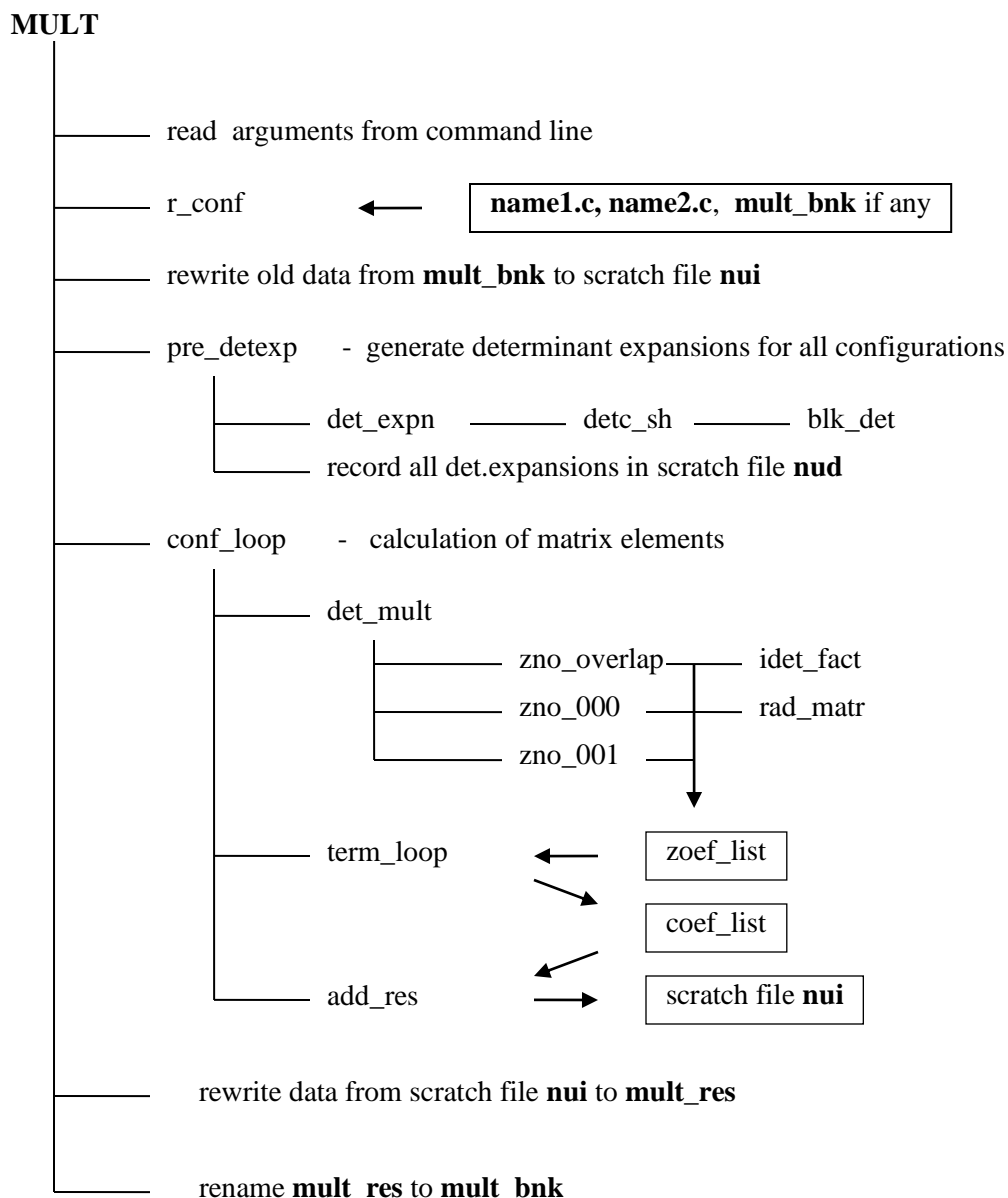 MULT
read arguments from command line
r_conf name1.c, name2.c, mult_bnk if any
rewrite old data from mult_bnk to scratch file nui
pre_detexp - generate determinant expansions for all configurations
det_expn detc_sh blk_det
record all det.expansions in scratch file nud
conf_loop - calculation of matrix elements
det_mult
zno_overlap idet_fact
zno_000 rad_matr
zno_001
term_loop zoef_list
coef_list
add_res scratch file nui
rewrite data from scratch file nui to mult_res
rename mult_res to mult_bnk